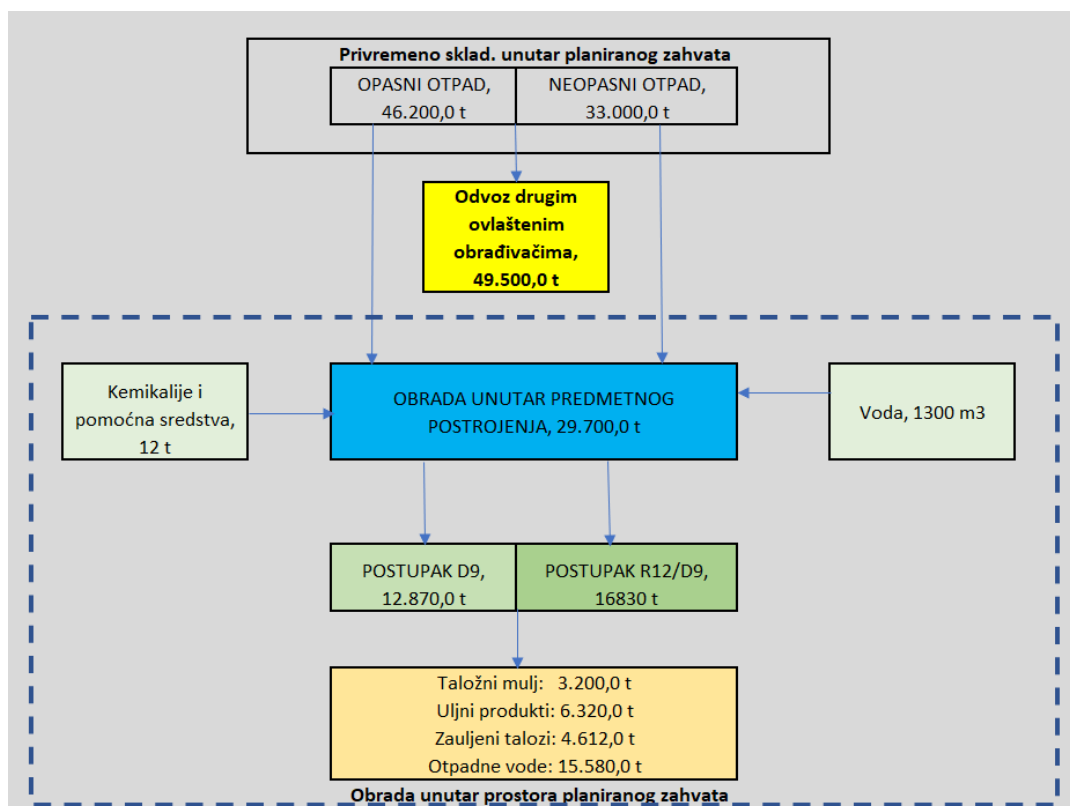 Privremeno sklad. unutar planiranog zahvata
OPASNI OTPAD,
46.200,0 t
NEOPASNI OTPAD,
33.000,0 t
Odvoz drugim
ovlaštenim
obrađivačima,
49.500,0 t
Kemikalije i
pomoćna sredstva,
12 t
OBRADA UNUTAR PREDMETNOG
POSTROJENJA, 29.700,0 t
Voda, 1300 m3
POSTUPAK D9,
12.870,0 t
POSTUPAK R12/D9,
16830 t
Taložni mulj: 3.200,0 t
Uljni produkti: 6.320,0 t
Zauljeni talozi: 4.612,0 t
Otpadne vode: 15.580,0 t
Obrada unutar prostora planiranog zahvata